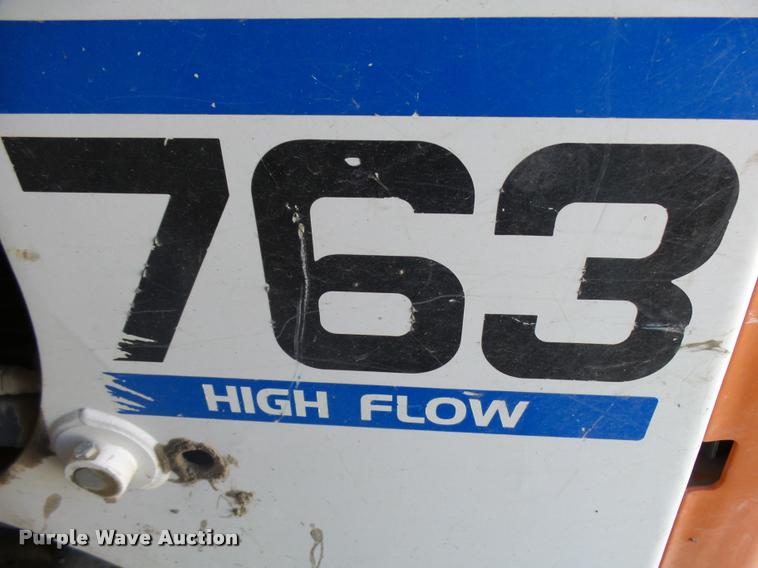 763
HIGH FLOW
Purple Wave Auction